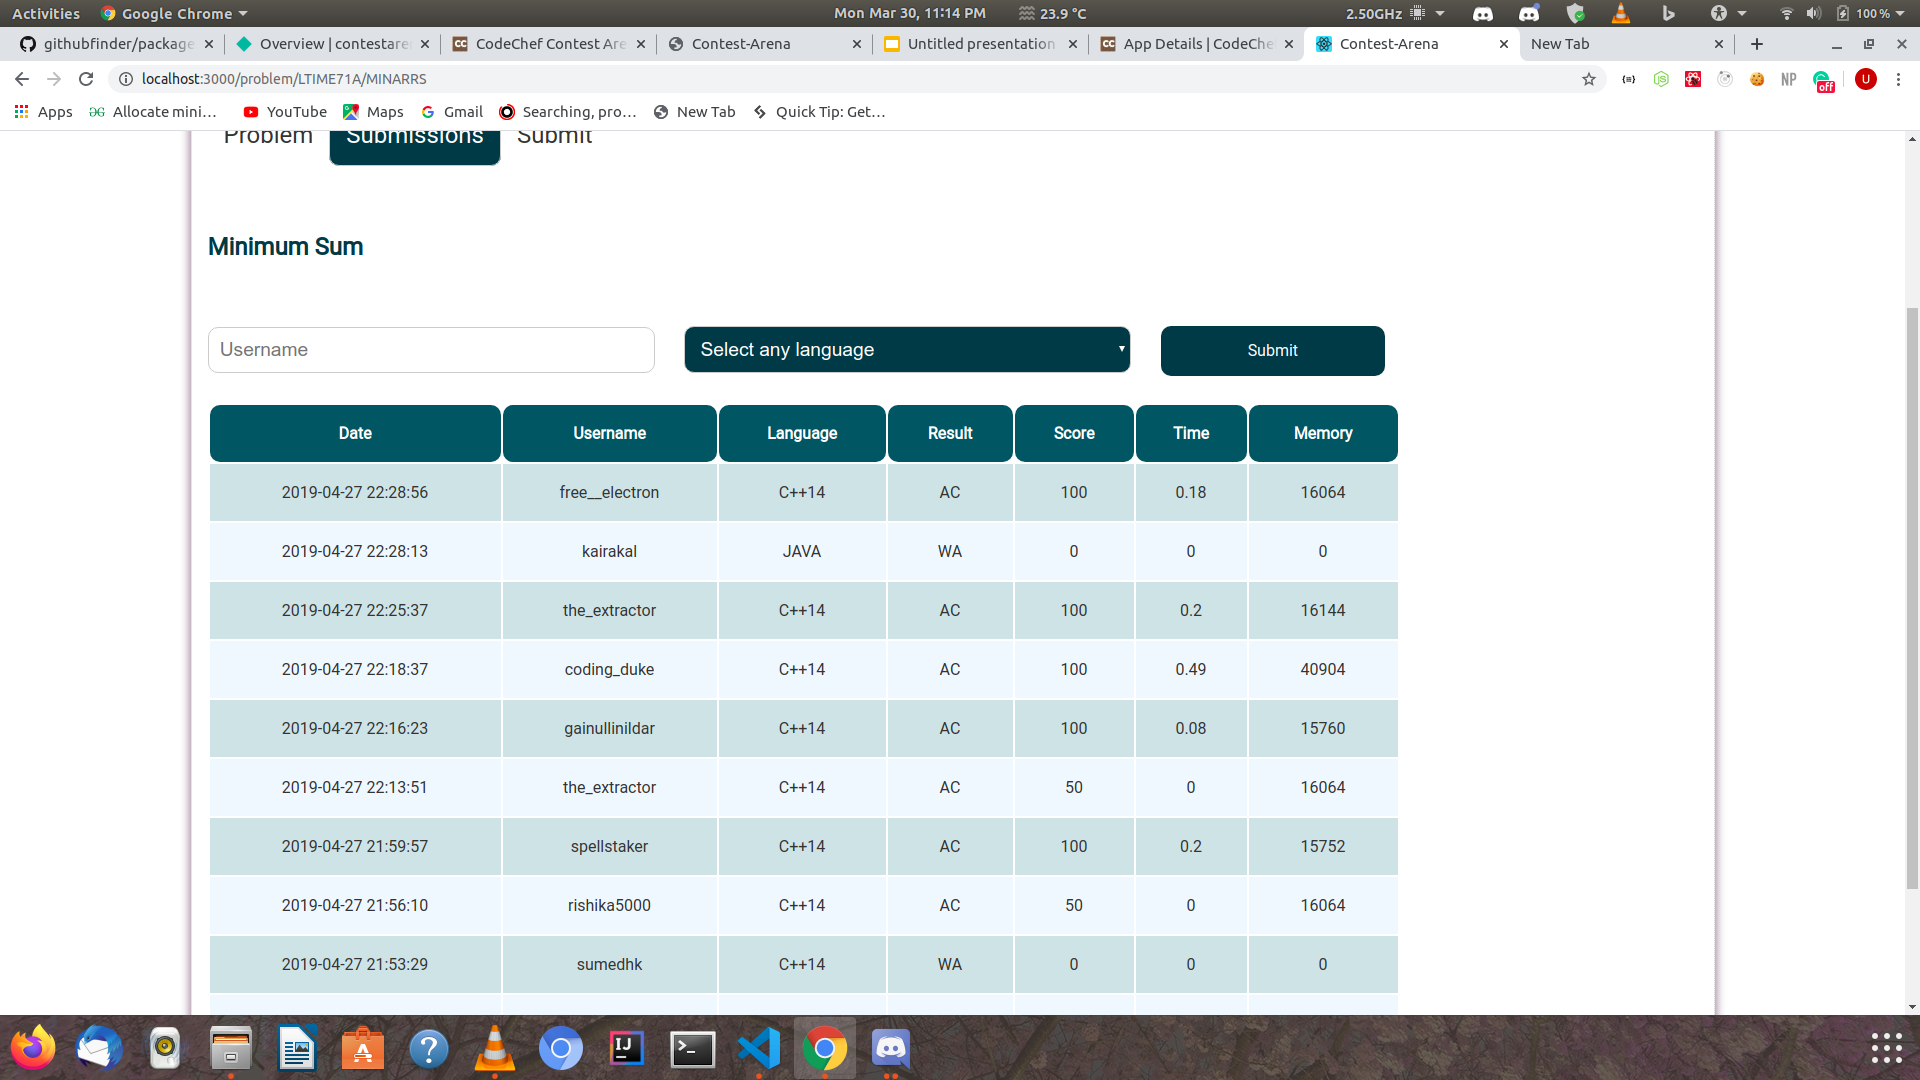 Activities Google Chrome Mon Mar 30, 11:14 PM 23.9 °C 2.50GHz 100 %
githubfinder/package Overview | contestare CodeChef Contest Are Contest-Arena Untitled presentation App Details | CodeChe Contest-Arena New Tab
localhost:3000/problem/LTIME71A/MINARRS NP off U
Apps Allocate mini... YouTube Maps Gmail Searching, pro... New Tab Quick Tip: Get...
Problem Submissions Submit
Minimum Sum
Username Select any language Submit
Date Username Language Result Score Time Memory
2019-04-27 22:28:56 free__electron C++14 AC 100 0.18 16064
2019-04-27 22:28:13 kairakal JAVA WA 0 0 0
2019-04-27 22:25:37 the_extractor C++14 AC 100 0.2 16144
2019-04-27 22:18:37 coding_duke C++14 AC 100 0.49 40904
2019-04-27 22:16:23 gainullinildar C++14 AC 100 0.08 15760
2019-04-27 22:13:51 the_extractor C++14 AC 50 0 16064
2019-04-27 21:59:57 spellstaker C++14 AC 100 0.2 15752
2019-04-27 21:56:10 rishika5000 C++14 AC 50 0 16064
2019-04-27 21:53:29 sumedhk C++14 WA 0 0 0